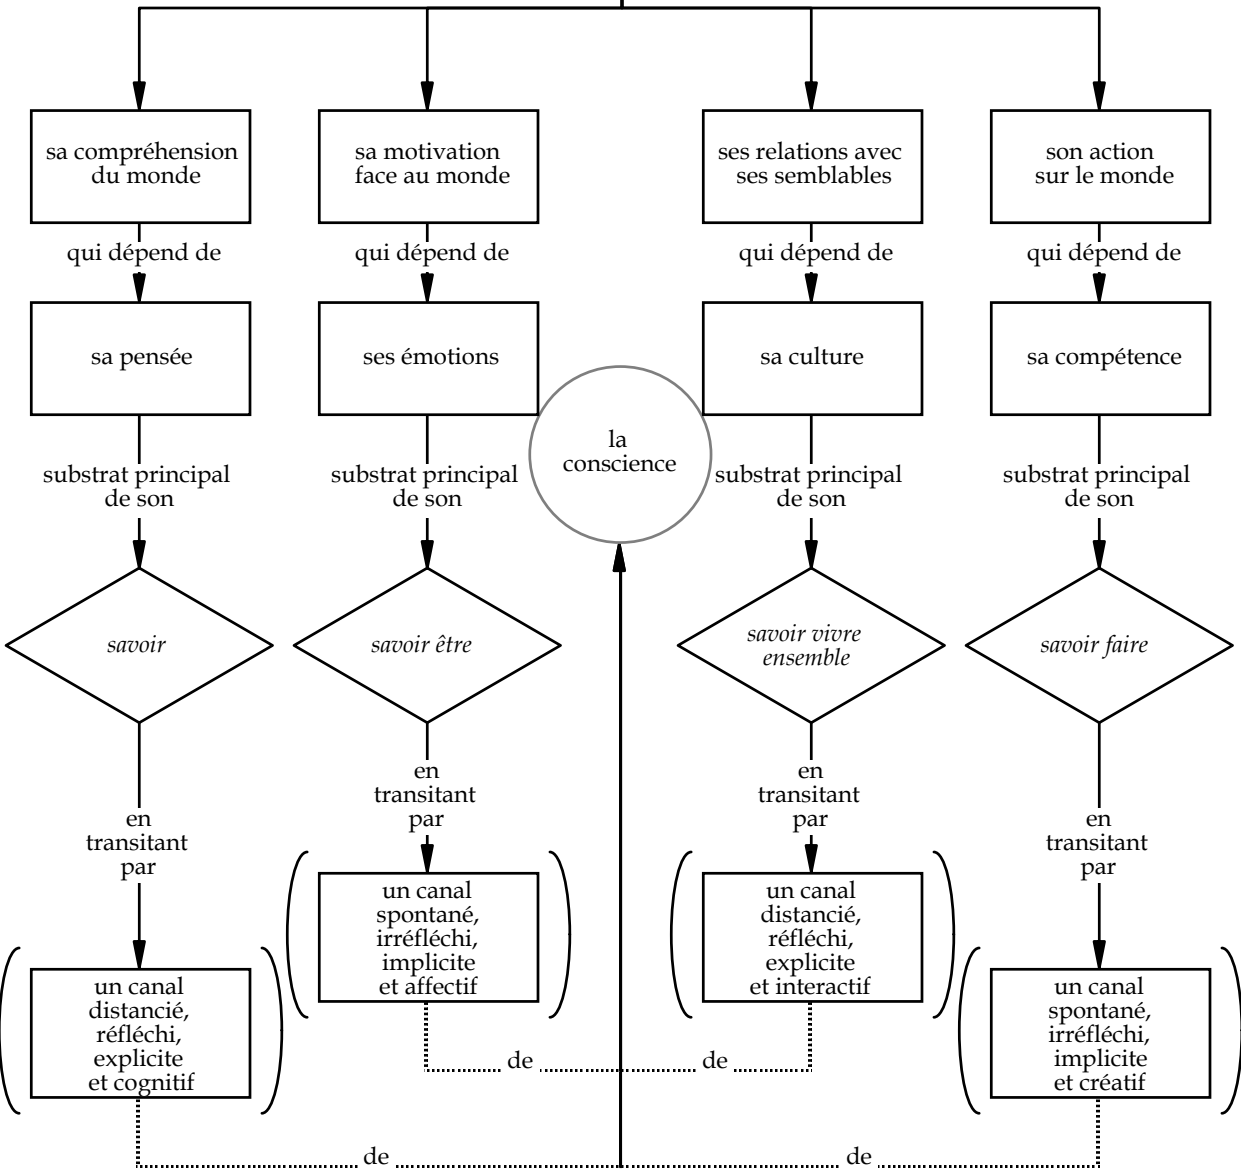 sa compréhension
du monde
sa motivation
face au monde
ses relations avec
ses semblables
son action
sur le monde
qui dépend de
qui dépend de
qui dépend de
qui dépend de
sa pensée
ses émotions
sa culture
sa compétence
la
conscience
substrat principal
de son
substrat principal
de son
substrat principal
de son
substrat principal
de son
savoir
savoir être
savoir vivre
ensemble
savoir faire
en
transitant
par
en
transitant
par
en
transitant
par
en
transitant
par
un canal
distancié,
réfléchi,
explicite
et cognitif
un canal
spontané,
irréfléchi,
implicite
et affectif
un canal
distancié,
réfléchi,
explicite
et interactif
un canal
spontané,
irréfléchi,
implicite
et créatif
de
de
de
de